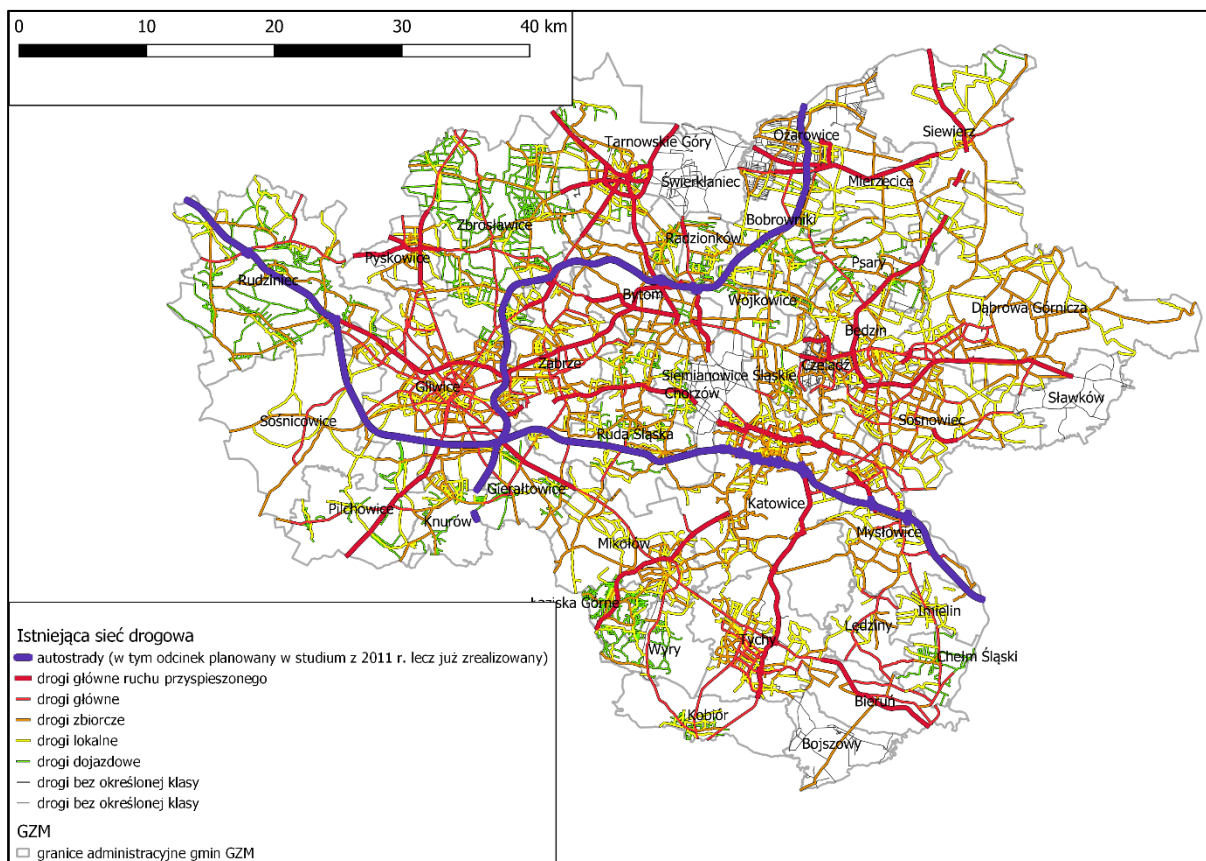 0 10 20 30 40 km
Ożarowice
Siewierz
Tarnowskie Góry
Świerklaniec
Mierzęcice
Bobrowniki
Zbrosławice
Radzionków
Pyskowice
Psary
Rudziniec
Bytom
Wojkowice
Dąbrowa Górnicza
Będzin
Zabrze
Czeladź
Siemianowice Śląskie
Gliwice
Chorzów
Sławków
Sośnicowice
Sosnowiec
Ruda Śląska
Gierałtowice
Katowice
Pilchowice
Knurów
Mysłowice
Mikołów
Łaziska Górne
Imielin
Lędziny
Tychy
Wyry
Chełm Śląski
Bieruń
Kobiór
Bojszowy
Istniejąca sieć drogowa
autostrady (w tym odcinek planowany w studium z 2011 r. lecz już zrealizowany)
drogi główne ruchu przyspieszonego
drogi główne
drogi zbiorcze
drogi lokalne
drogi dojazdowe
drogi bez określonej klasy
drogi bez określonej klasy
GZM
granice administracyjne gmin GZM